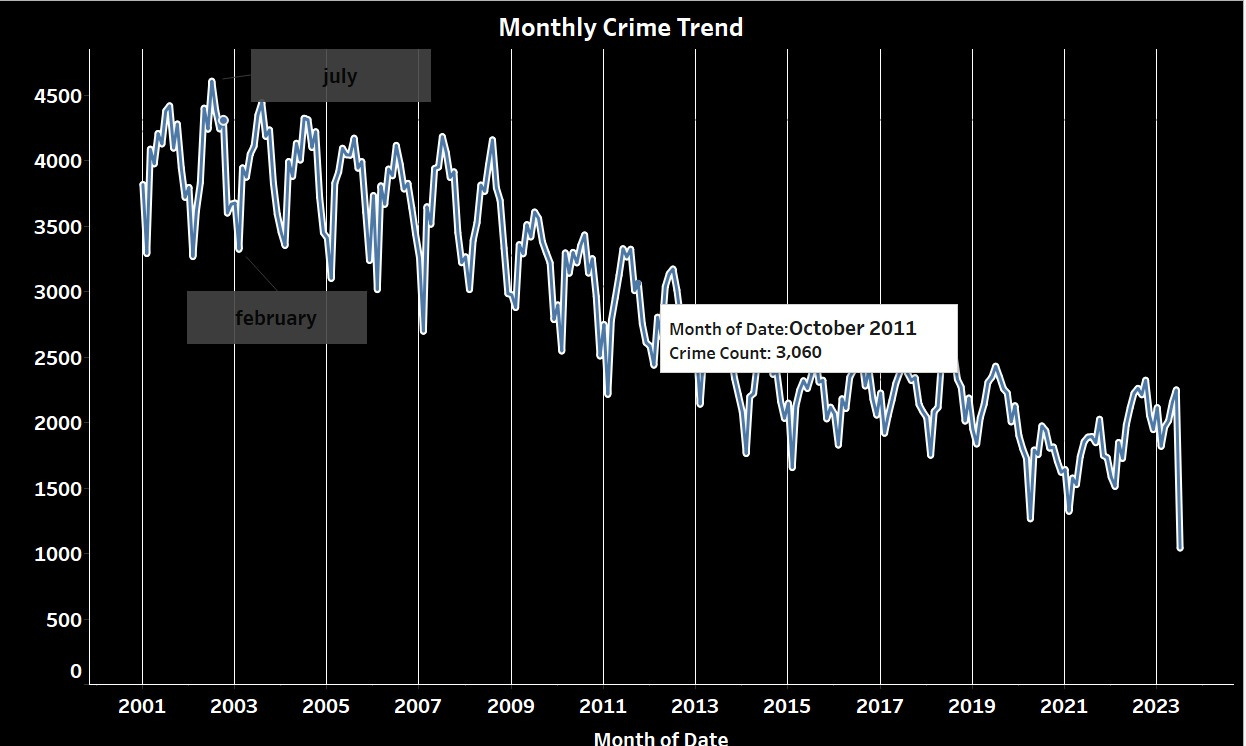 Monthly Crime Trend
july
february
Month of Date:October 2011
Crime Count: 3,060
4500
4000
3500
3000
2500
2000
1500
1000
500
0
2001 2003 2005 2007 2009 2011 2013 2015 2017 2019 2021 2023
Month of Date